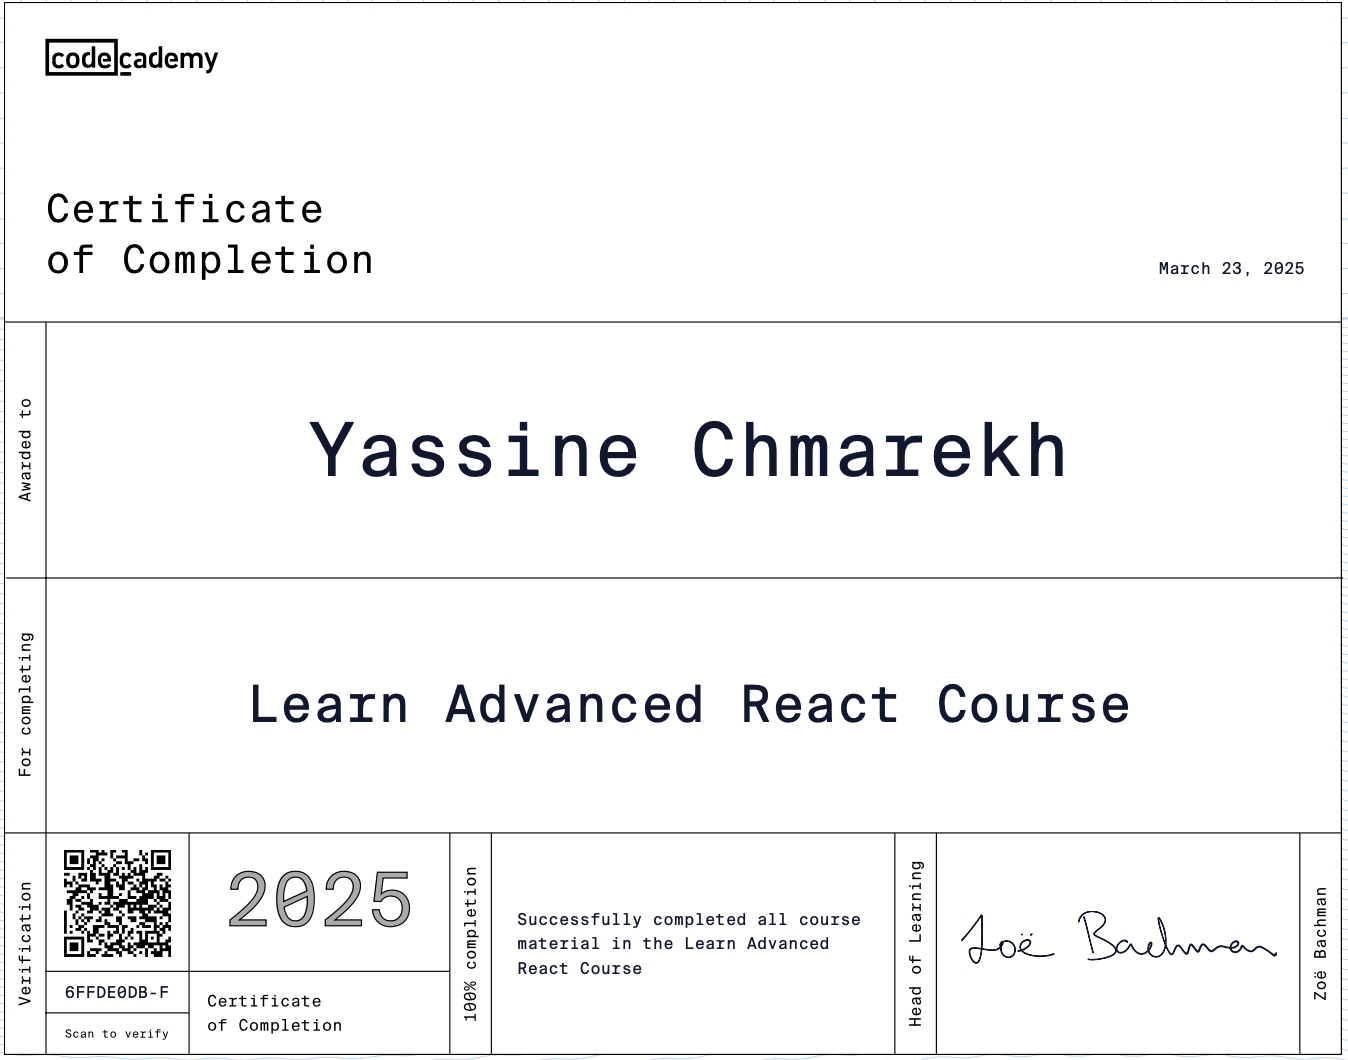 codecademy
Certificate
of Completion
March 23, 2025
Awarded to
Yassine Chmarekh
For completing
Learn Advanced React Course
Verification
6FFDE0DB-F
Scan to verify
2025
Certificate
of Completion
100% completion
Successfully completed all course
material in the Learn Advanced
React Course
Head of Learning
Zoë Bachman
Zoë Bachman